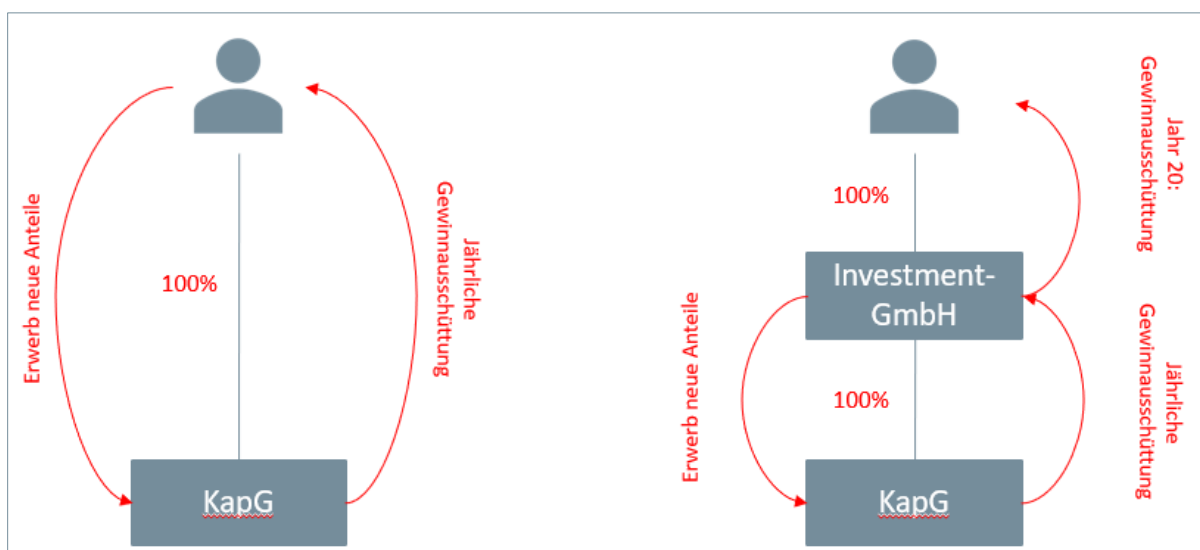 Erwerb neue Anteile
100%
Jährliche
Gewinnausschüttung
KapG
Jahr 20:
Gewinnausschüttung
100%
Investment-
GmbH
Erwerb neue Anteile
100%
Jährliche
Gewinnausschüttung
KapG